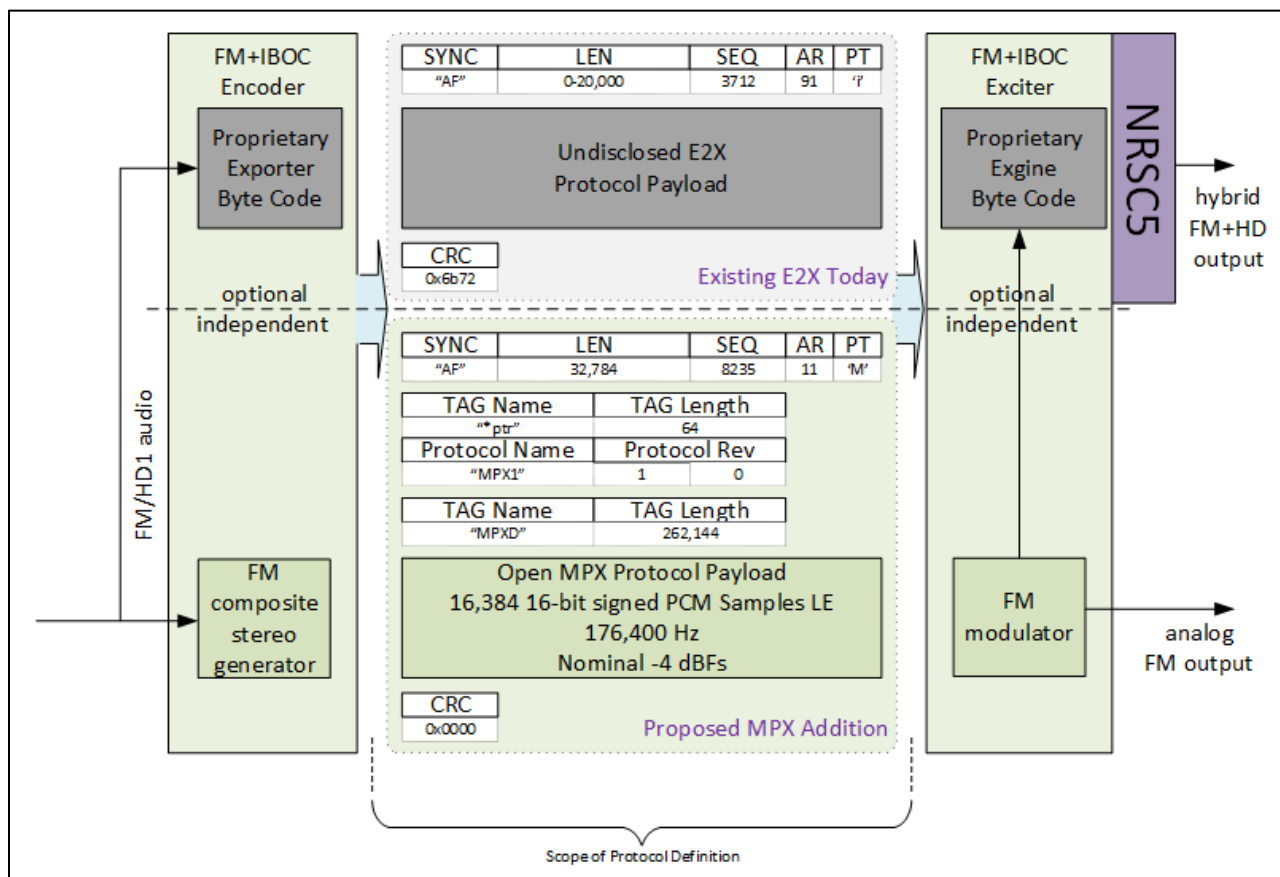 FM+IBOC
Encoder
Proprietary
Exporter
Byte Code
optional
independent
FM/HD1 audio
FM
composite
stereo
generator
SYNC LEN SEQ AR PT
"AF" 0-20,000 3712 91 'i'
Undisclosed E2X
Protocol Payload
CRC
0x6b72
Existing E2X Today
SYNC LEN SEQ AR PT
"AF" 32,784 8235 11 'M'
TAG Name TAG Length
"*ptr" 64
Protocol Name Protocol Rev
"MPX1" 1 0
TAG Name TAG Length
"MPXD" 262,144
Open MPX Protocol Payload
16,384 16-bit signed PCM Samples LE
176,400 Hz
Nominal -4 dBFs
CRC
0x0000
Proposed MPX Addition
FM+IBOC
Exciter
Proprietary
Exgine
Byte Code
optional
independent
FM
modulator
NRSC5
hybrid
FM+HD
output
analog
FM output
Scope of Protocol Definition